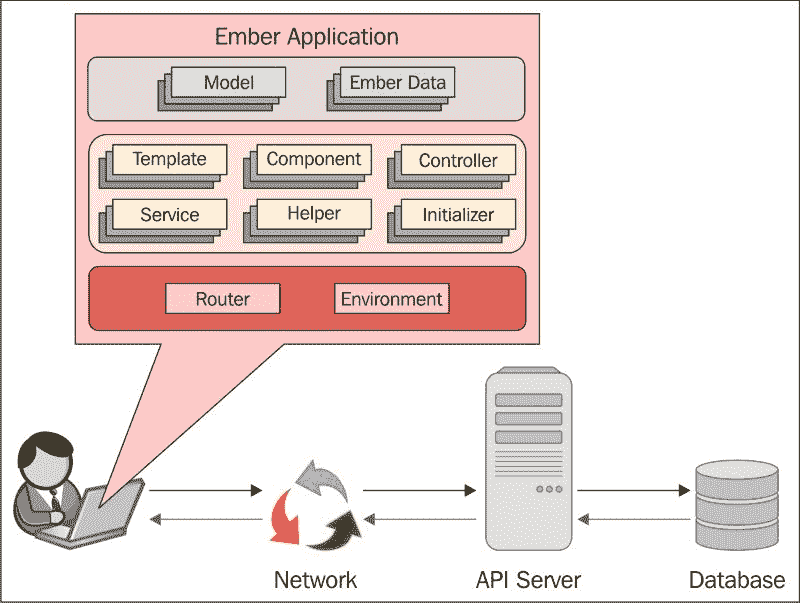 Ember Application
Model
Ember Data
Template
Component
Controller
Service
Helper
Initializer
Router
Environment
Network
API Server
Database